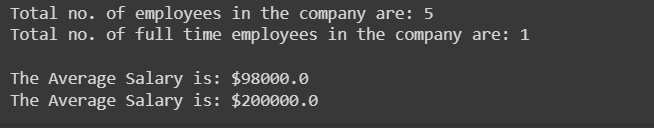 Total no. of employees in the company are: 5
Total no. of full time employees in the company are: 1
The Average Salary is: $98000.0
The Average Salary is: $200000.0